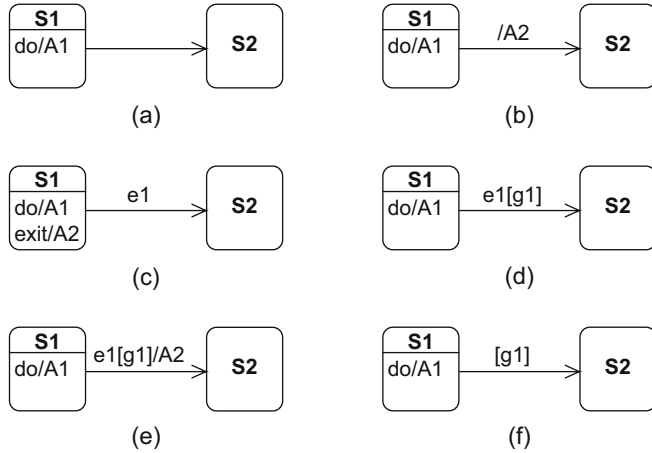 S1
do/A1
S2
(a)
S1
do/A1
/A2
S2
(b)
S1
do/A1
exit/A2
e1
S2
(c)
S1
do/A1
e1[g1]
S2
(d)
S1
do/A1
e1[g1]/A2
S2
(e)
S1
do/A1
[g1]
S2
(f)